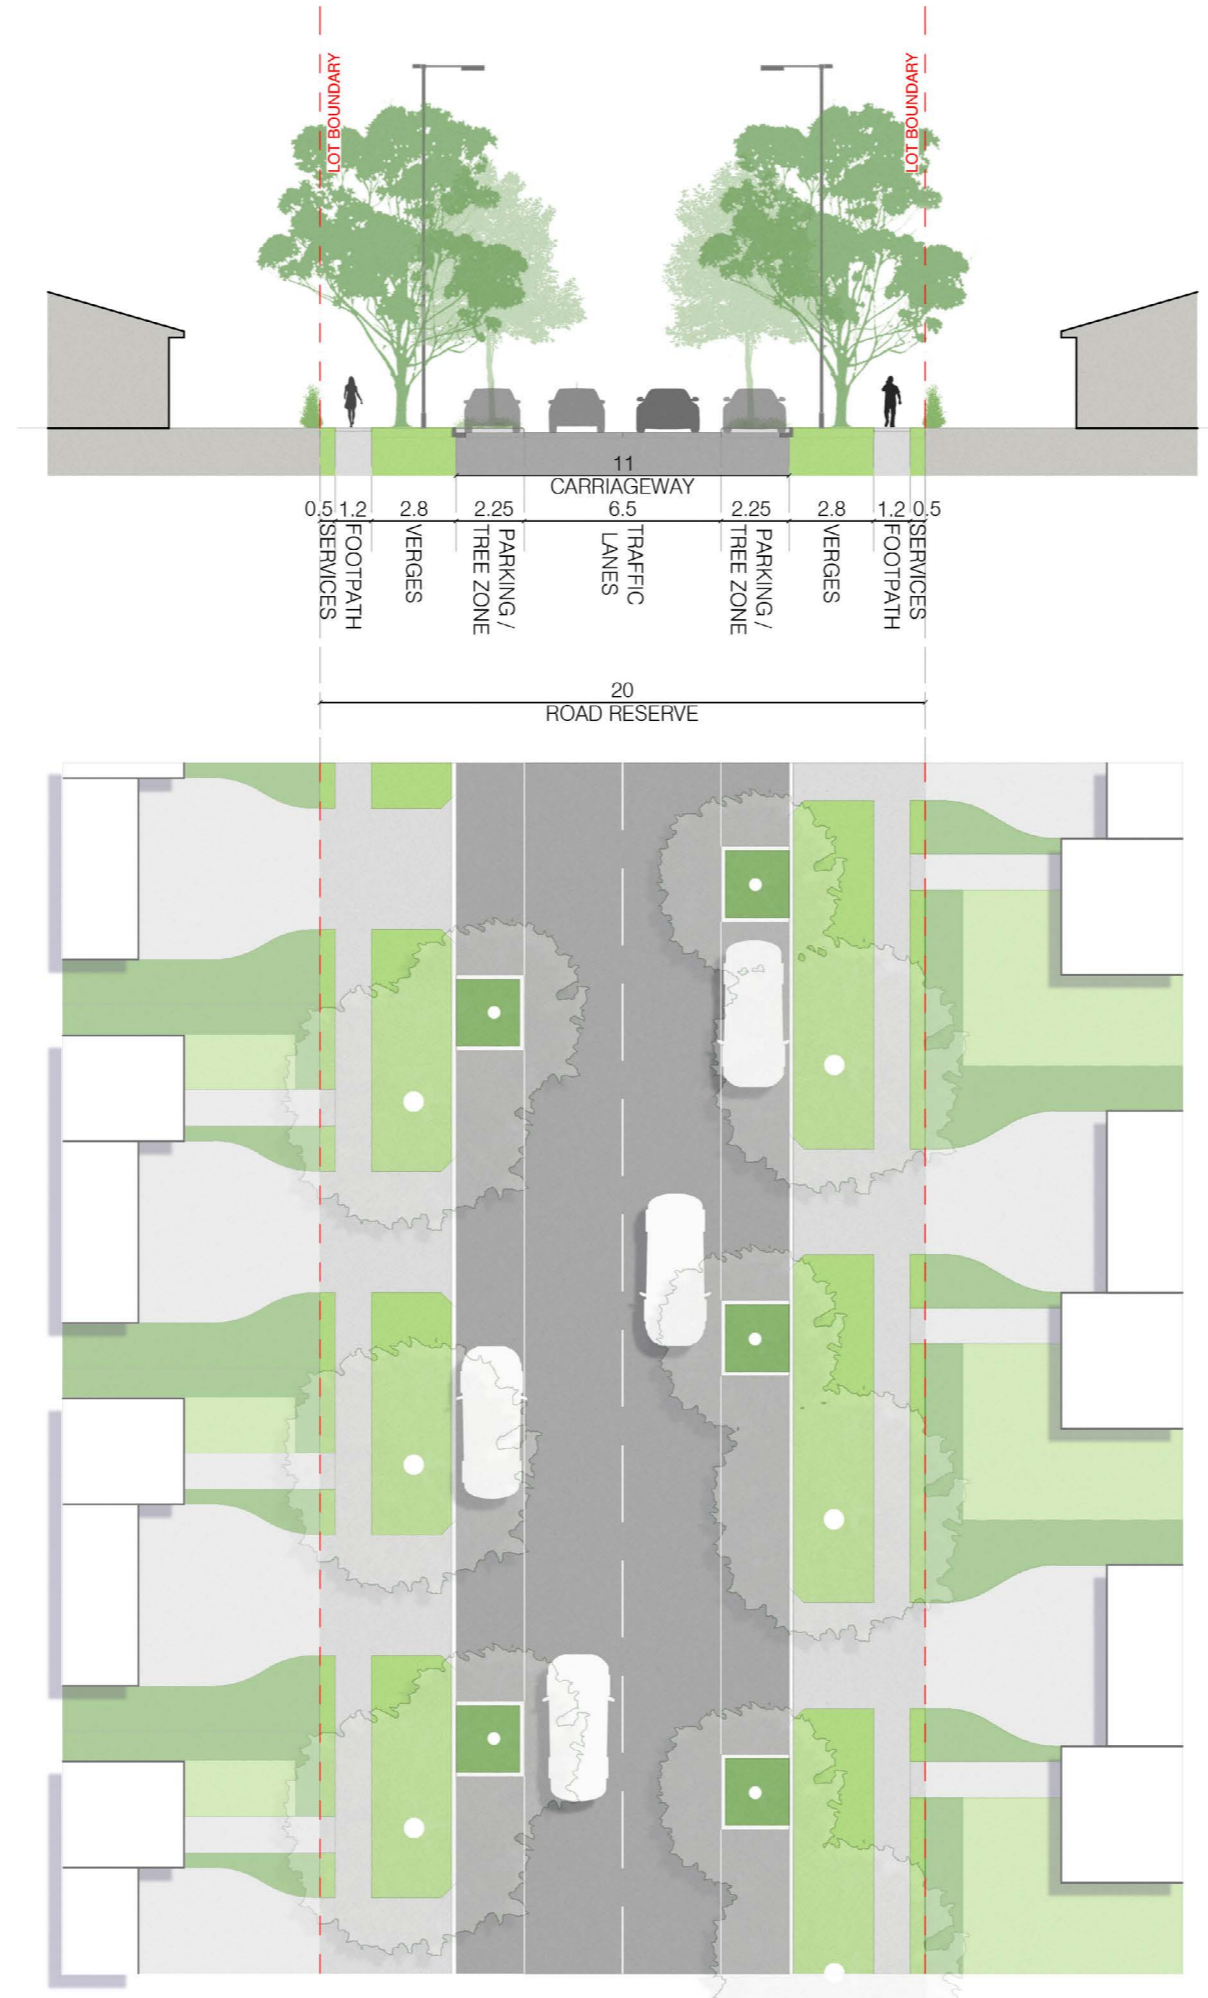 LOT BOUNDARY
LOT BOUNDARY
11
CARRIAGEWAY
0.5 1.2 2.8 2.25 6.5 2.25 2.8 1.2 0.5
SERVICES
FOOTPATH
VERGES
PARKING /
TREE ZONE
TRAFFIC
LANES
PARKING /
TREE ZONE
VERGES
FOOTPATH
SERVICES
20
ROAD RESERVE